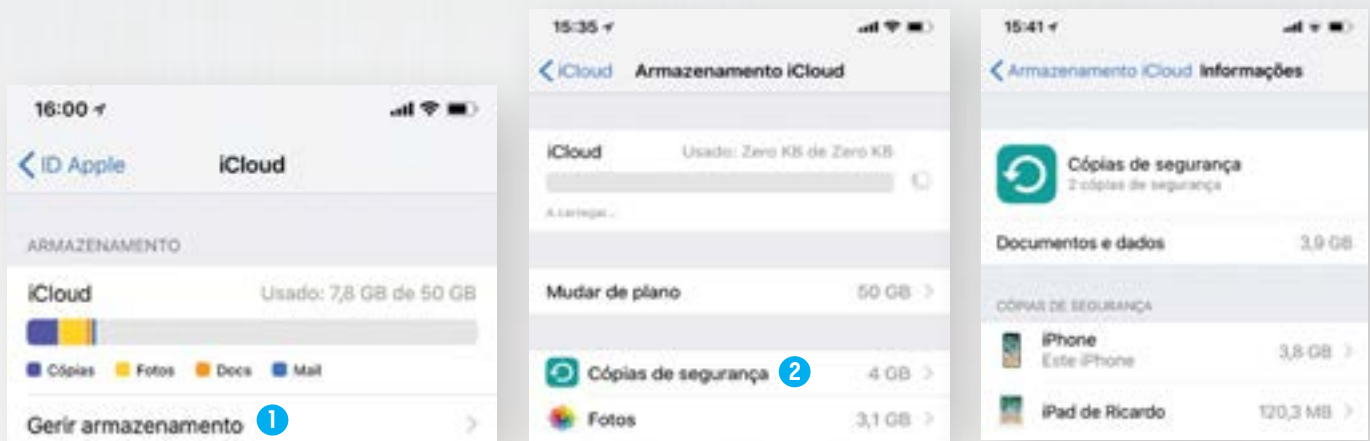 16:00
ID Apple
iCloud
ARMAZENAMENTO
iCloud
Usado: 7,8 GB de 50 GB
Cópias
Fotos
Docs
Mail
Gerir armazenamento
1
15:35
iCloud
Armazenamento iCloud
iCloud
Usado: Zero KB de Zero KB
A carregar...
Mudar de plano
50 GB
Cópias de segurança
2
4 GB
Fotos
3,1 GB
15:41
Armazenamento iCloud
Informações
Cópias de segurança
2 cópias de segurança
Documentos e dados
3,9 GB
CÓPIAS DE SEGURANÇA
iPhone
Este iPhone
3,8 GB
iPad de Ricardo
120,3 MB